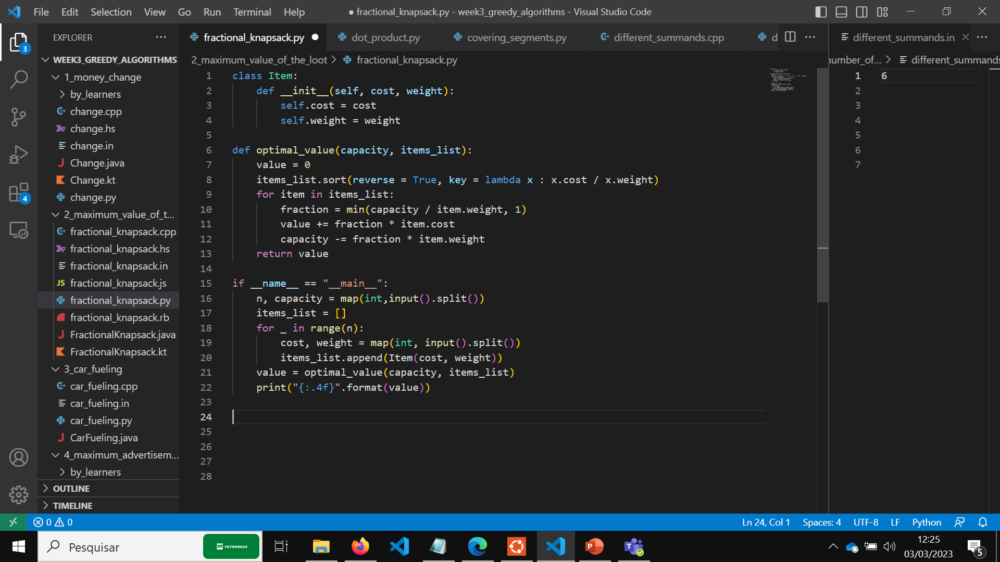 File Edit Selection View Go Run Terminal Help
● fractional_knapsack.py - week3_greedy_algorithms - Visual Studio Code
EXPLORER
3
4
WEEK3_GREEDY_ALGORITHMS
1_money_change
by_learners
change.cpp
change.hs
change.in
Change.java
Change.kt
change.py
2_maximum_value_of_t...
fractional_knapsack.cpp
fractional_knapsack.hs
fractional_knapsack.in
JS fractional_knapsack.js
fractional_knapsack.py
fractional_knapsack.rb
FractionalKnapsack.java
FractionalKnapsack.kt
3_car_fueling
car_fueling.cpp
car_fueling.in
car_fueling.py
CarFueling.java
4_maximum_advertisem...
by_learners
OUTLINE
TIMELINE
fractional_knapsack.py ● dot_product.py covering_segments.py different_summands.cpp d
2_maximum_value_of_the_loot > fractional_knapsack.py
1 class Item:
2 def __init__(self, cost, weight):
3 self.cost = cost
4 self.weight = weight
5
6 def optimal_value(capacity, items_list):
7 value = 0
8 items_list.sort(reverse = True, key = lambda x : x.cost / x.weight)
9 for item in items_list:
10 fraction = min(capacity / item.weight, 1)
11 value += fraction * item.cost
12 capacity -= fraction * item.weight
13 return value
14
15 if __name__ == "__main__":
16 n, capacity = map(int,input().split())
17 items_list = []
18 for _ in range(n):
19 cost, weight = map(int, input().split())
20 items_list.append(Item(cost, weight))
21 value = optimal_value(capacity, items_list)
22 print("{:.4f}".format(value))
23
24
25
26
27
28
different_summands.in
number_of... > different_summands
1 6
2
3
4
5
6
7
0 0
Ln 24, Col 1 Spaces: 4 UTF-8 LF Python
Pesquisar
BR PETROBRAS
12:25
03/03/2023
5